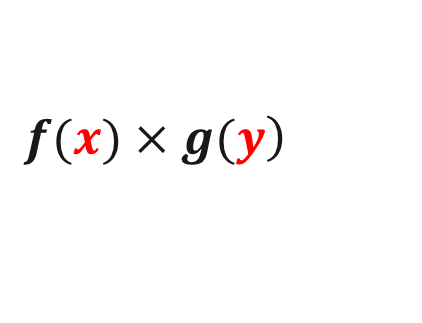 f(x) × g(y)